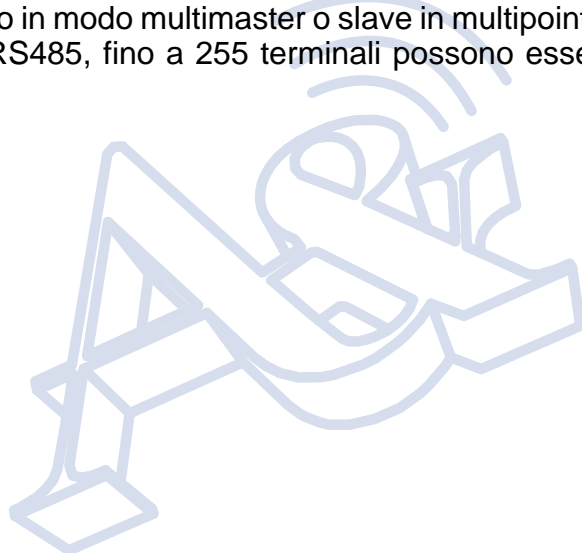 o in modo multimaster o slave in multipoint
RS485, fino a 255 terminali possono esse